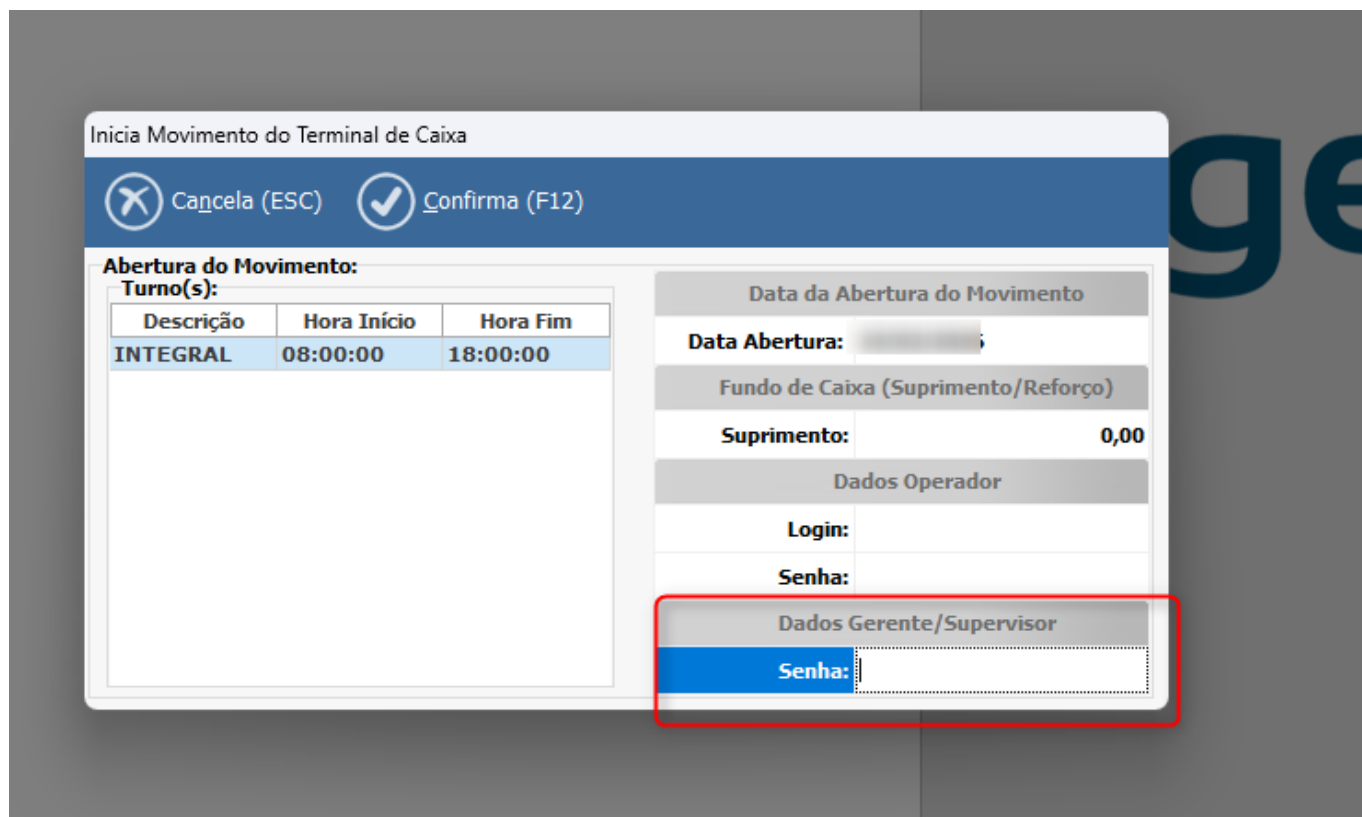 Inicia Movimento do Terminal de Caixa
Cancela (ESC) Confirma (F12)
Abertura do Movimento:
Turno(s):
Descrição Hora Início Hora Fim
INTEGRAL 08:00:00 18:00:00
Data da Abertura do Movimento
Data Abertura:
Fundo de Caixa (Suprimento/Reforço)
Suprimento: 0,00
Dados Operador
Login:
Senha:
Dados Gerente/Supervisor
Senha:
ge